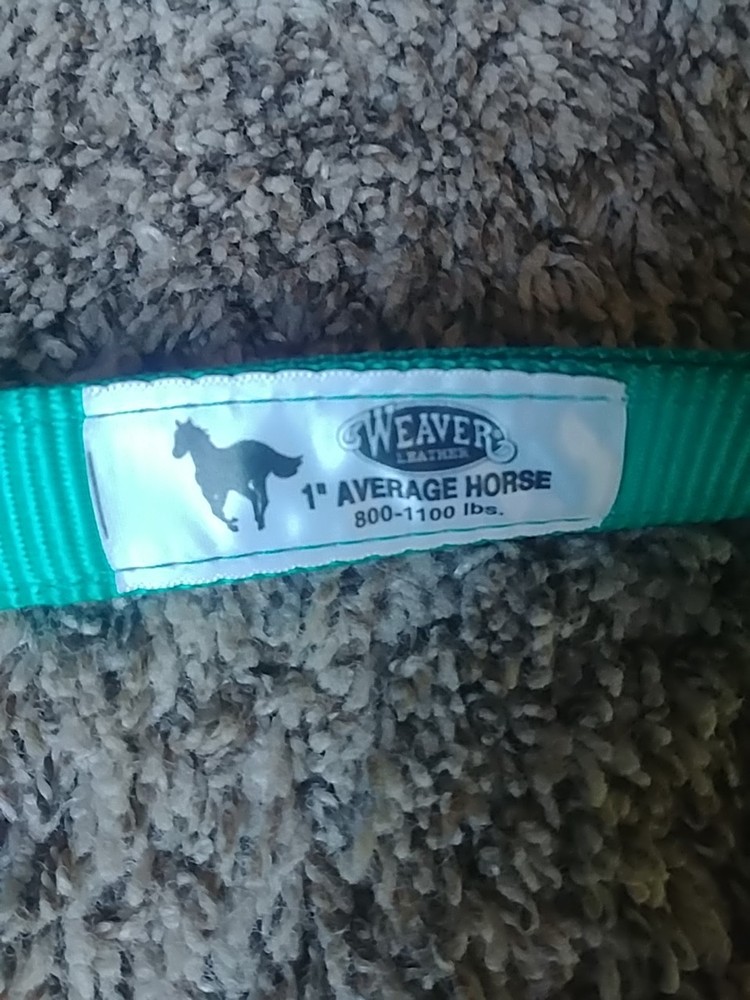 WEAVER
LEATHER
1" AVERAGE HORSE
800-1100 lbs.